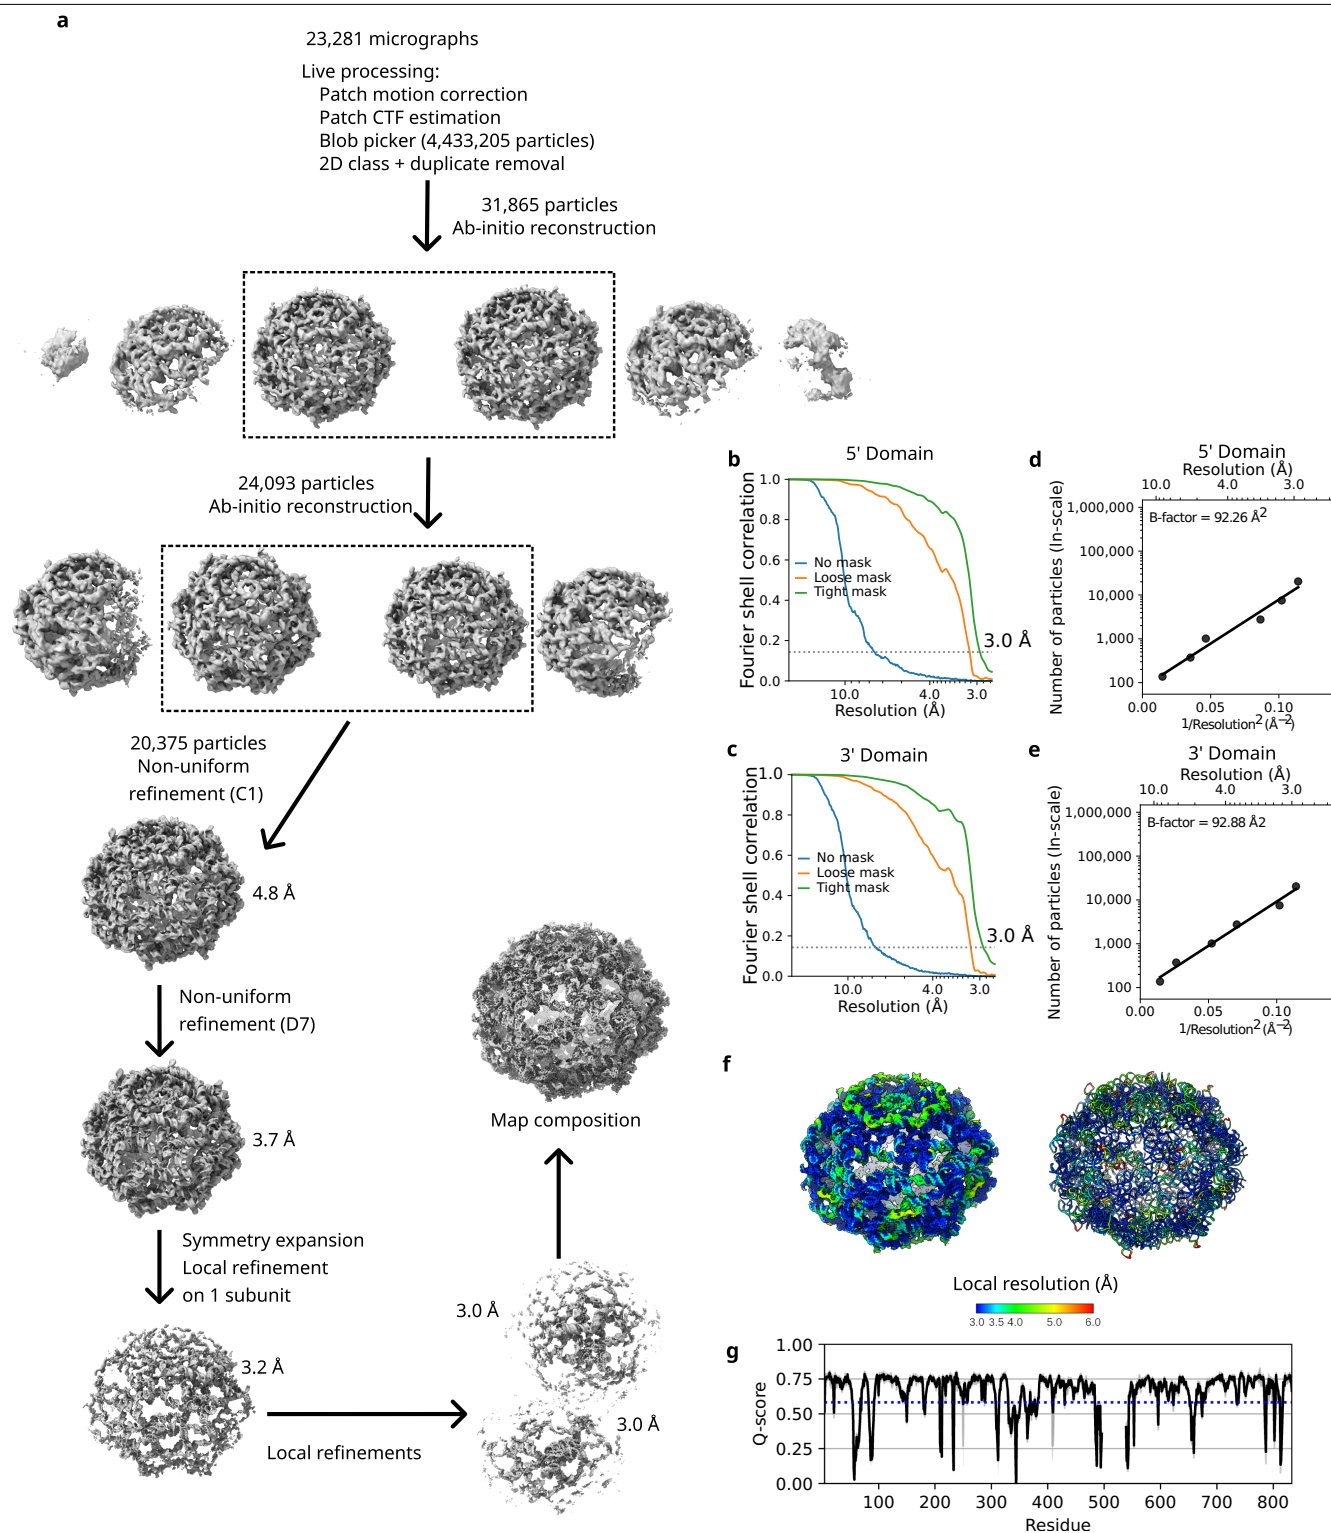 a
23,281 micrographs
Live processing:
Patch motion correction
Patch CTF estimation
Blob picker (4,433,205 particles)
2D class + duplicate removal
31,865 particles
Ab-initio reconstruction
24,093 particles
Ab-initio reconstruction
20,375 particles
Non-uniform
refinement (C1)
4.8 Å
Non-uniform
refinement (D7)
3.7 Å
Symmetry expansion
Local refinement
on 1 subunit
3.2 Å
Local refinements
3.0 Å
3.0 Å
Map composition
b
5' Domain
Fourier shell correlation
1.0
0.8
0.6
0.4
0.2
0.0
No mask
Loose mask
Tight mask
3.0 Å
10.0 4.0 3.0
Resolution (Å)
c
3' Domain
Fourier shell correlation
1.0
0.8
0.6
0.4
0.2
0.0
No mask
Loose mask
Tight mask
3.0 Å
10.0 4.0 3.0
Resolution (Å)
d
5' Domain
Resolution (Å)
10.0 4.0 3.0
Number of particles (ln-scale)
1,000,000
100,000
10,000
1,000
100
B-factor = 92.26 Å2
0.00 0.05 0.10
1/Resolution2 (Å−2)
e
3' Domain
Resolution (Å)
10.0 4.0 3.0
Number of particles (ln-scale)
1,000,000
100,000
10,000
1,000
100
B-factor = 92.88 Å2
0.00 0.05 0.10
1/Resolution2 (Å−2)
f
Local resolution (Å)
3.0 3.5 4.0 5.0 6.0
g
Q-score
1.00
0.75
0.50
0.25
0.00
100 200 300 400 500 600 700 800
Residue